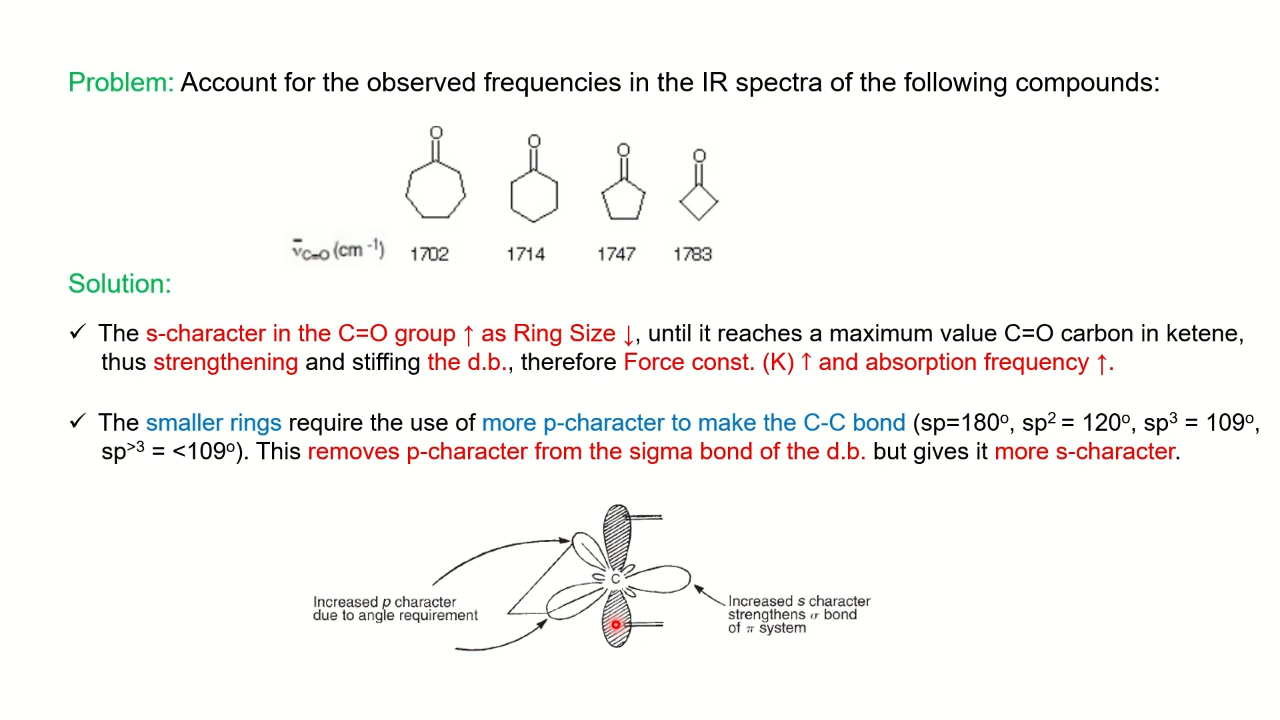 Problem: Account for the observed frequencies in the IR spectra of the following compounds:
O O O O
ν̄C=O (cm⁻¹) 1702 1714 1747 1783
Solution:
✓ The s-character in the C=O group ↑ as Ring Size ↓, until it reaches a maximum value C=O carbon in ketene,
thus strengthening and stiffing the d.b., therefore Force const. (K) ↑ and absorption frequency ↑.
✓ The smaller rings require the use of more p-character to make the C-C bond (sp=180º, sp² = 120º, sp³ = 109º,
sp^>3 = <109º). This removes p-character from the sigma bond of the d.b. but gives it more s-character.
C
Increased p character
due to angle requirement
Increased s character
strengthens σ bond
of π system